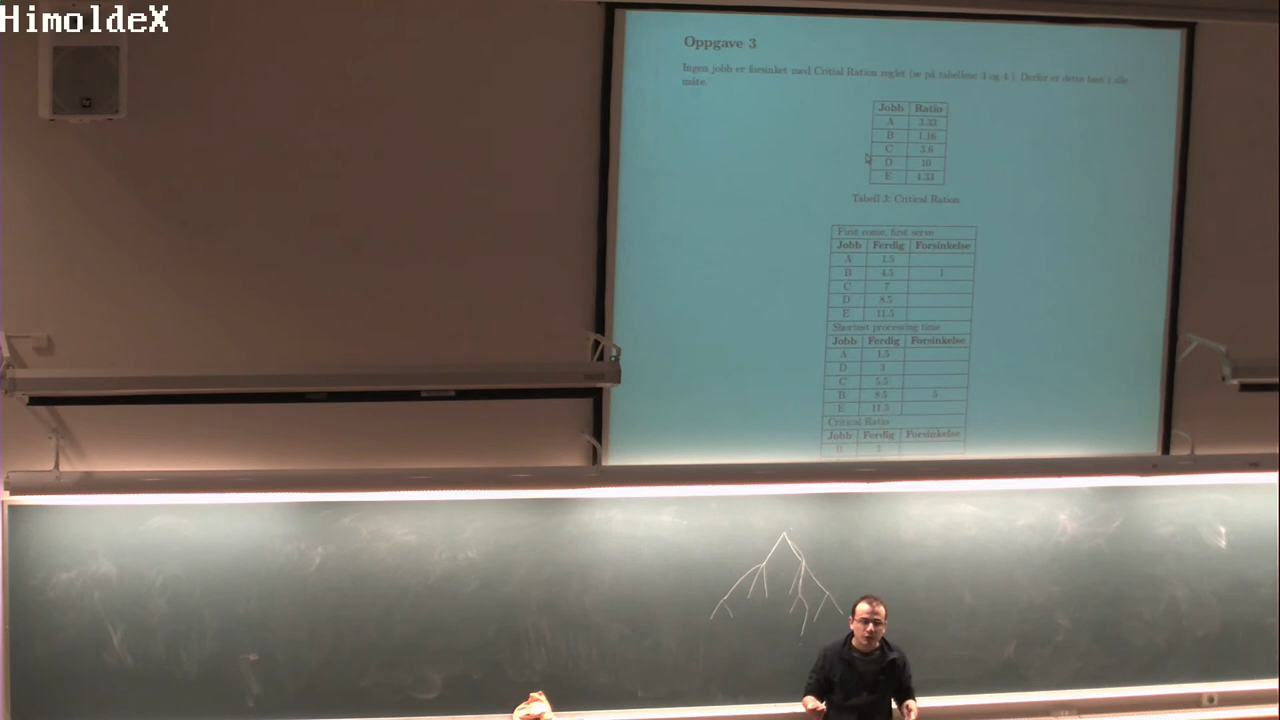 HimoldeX
Oppgave 3
Ingen jobb er forsinket med Critial Ration reglet (se på tabellene 3 og 4 ). Derfor er dette best i alle
måte.
Jobb Ratio
A 3.33
B 1.16
C 3.6
D 10
E 4.33
Tabell 3: Critical Ration
First come, first serve
Jobb Ferdig Forsinkelse
A 1.5
B 4.5 1
C 7
D 8.5
E 11.5
Shortest processing time
Jobb Ferdig Forsinkelse
A 1.5
D 3
C 5.5
B 8.5 5
E 11.5
Critical Ratio
Jobb Ferdig Forsinkelse
B 3